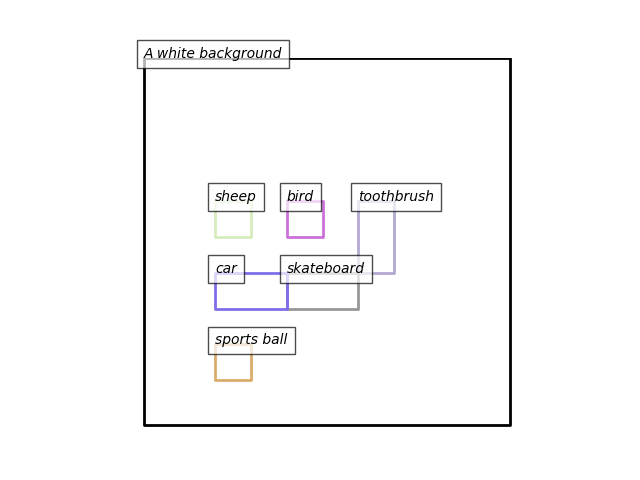 A white background
sheep
bird
toothbrush
car
skateboard
sports ball